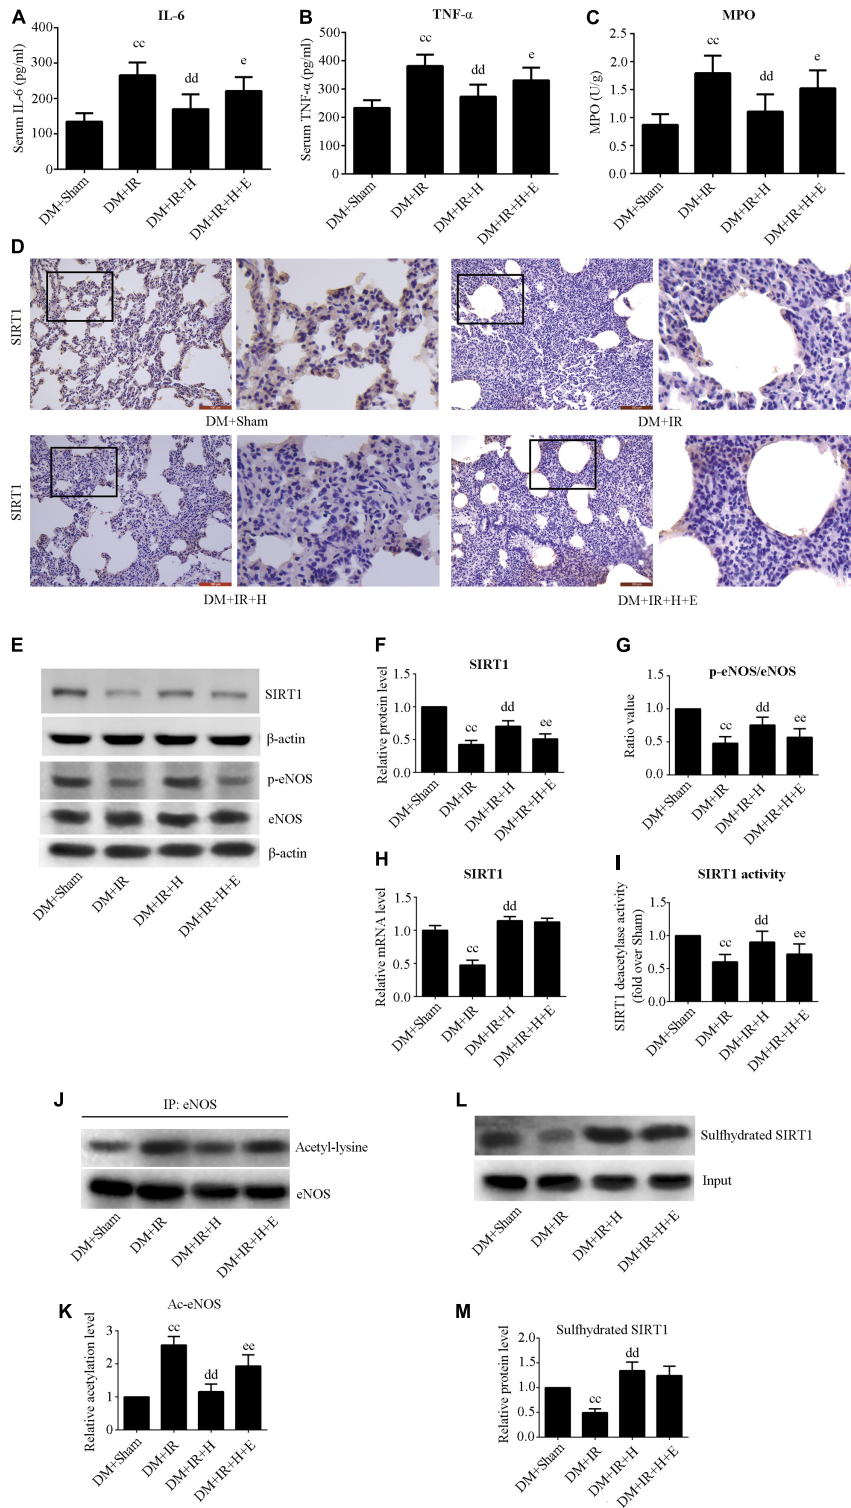 A
IL-6
Serum IL-6 (pg/ml)
400
300
200
100
0
cc
dd
e
DM+Sham
DM+IR
DM+IR+H
DM+IR+H+E
B
TNF-α
Serum TNF-α (pg/ml)
500
400
300
200
100
0
cc
dd
e
DM+Sham
DM+IR
DM+IR+H
DM+IR+H+E
C
MPO
MPO (U/g)
2.5
2.0
1.5
1.0
0.5
0.0
cc
dd
e
DM+Sham
DM+IR
DM+IR+H
DM+IR+H+E
D
SIRT1
DM+Sham
DM+IR
SIRT1
DM+IR+H
DM+IR+H+E
E
SIRT1
β-actin
p-eNOS
eNOS
β-actin
DM+Sham
DM+IR
DM+IR+H
DM+IR+H+E
F
SIRT1
Relative protein level
1.5
1.0
0.5
0.0
cc
dd
ee
DM+Sham
DM+IR
DM+IR+H
DM+IR+H+E
G
p-eNOS/eNOS
Ratio value
1.5
1.0
0.5
0.0
cc
dd
ee
DM+Sham
DM+IR
DM+IR+H
DM+IR+H+E
H
SIRT1
Relative mRNA level
1.5
1.0
0.5
0.0
cc
dd
DM+Sham
DM+IR
DM+IR+H
DM+IR+H+E
I
SIRT1 activity
SIRT1 deacetylase activity
(fold over Sham)
1.5
1.0
0.5
0.0
cc
dd
ee
DM+Sham
DM+IR
DM+IR+H
DM+IR+H+E
J
IP: eNOS
Acetyl-lysine
eNOS
DM+Sham
DM+IR
DM+IR+H
DM+IR+H+E
L
Sulfhydrated SIRT1
Input
DM+Sham
DM+IR
DM+IR+H
DM+IR+H+E
K
Ac-eNOS
Relative acetylation level
3
2
1
0
cc
dd
ee
DM+Sham
DM+IR
DM+IR+H
DM+IR+H+E
M
Sulfhydrated SIRT1
Relative protein level
2.0
1.5
1.0
0.5
0.0
cc
dd
DM+Sham
DM+IR
DM+IR+H
DM+IR+H+E